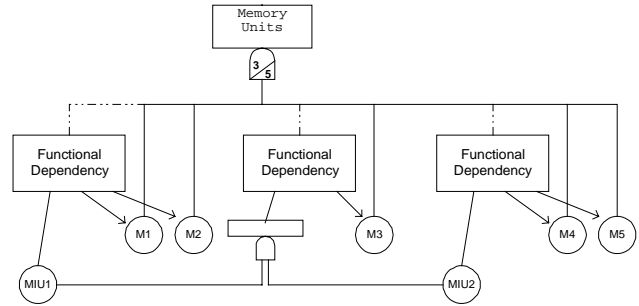 Memory
Units
3
5
Functional
Dependency
Functional
Dependency
Functional
Dependency
M1
M2
M3
M4
M5
MIU1
MIU2